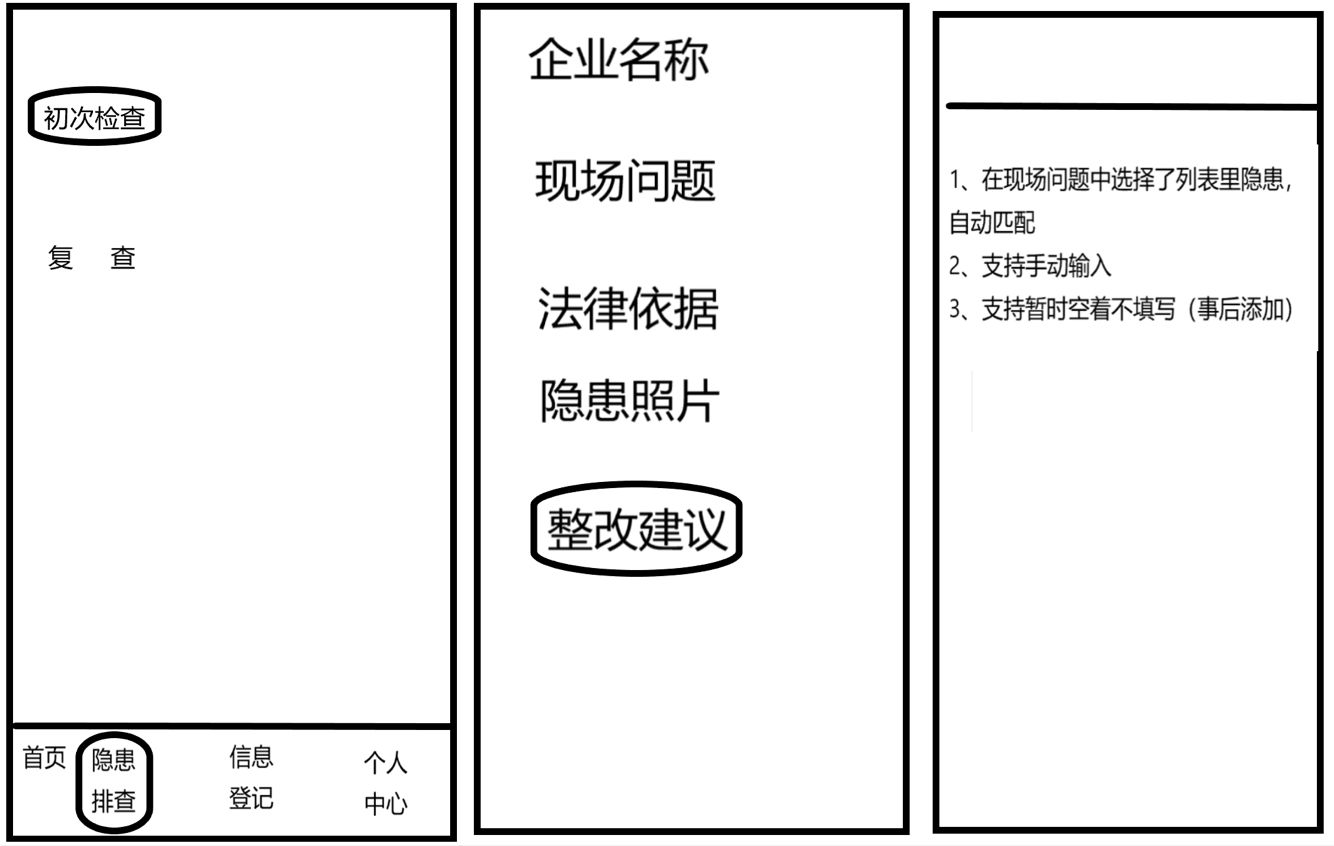 初次检查
复 查
首页
隐患
排查
信息
登记
个人
中心
企业名称
现场问题
法律依据
隐患照片
整改建议
1、在现场问题中选择了列表里隐患，
自动匹配
2、支持手动输入
3、支持暂时空着不填写（事后添加）